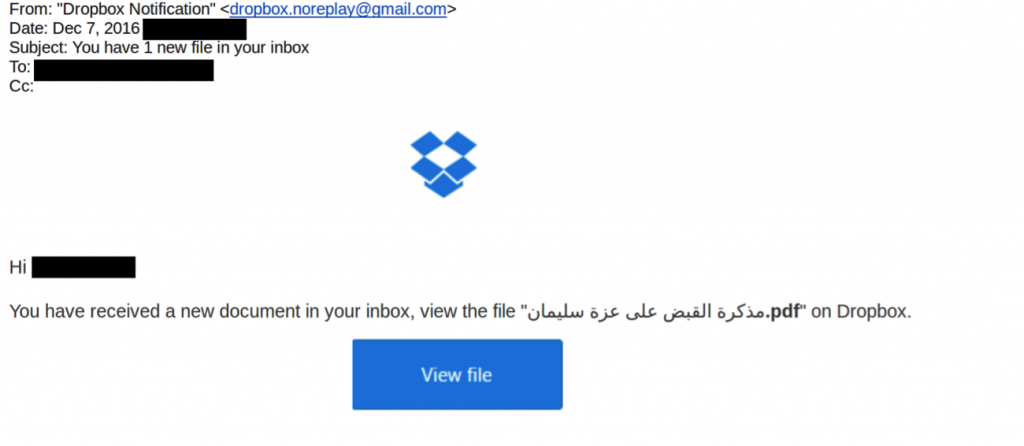 From: "Dropbox Notification" <dropbox.noreplay@gmail.com>
Date: Dec 7, 2016
Subject: You have 1 new file in your inbox
To:
Cc:
Hi
You have received a new document in your inbox, view the file "مذكرة القبض على عزة سليمان.pdf" on Dropbox.
View file